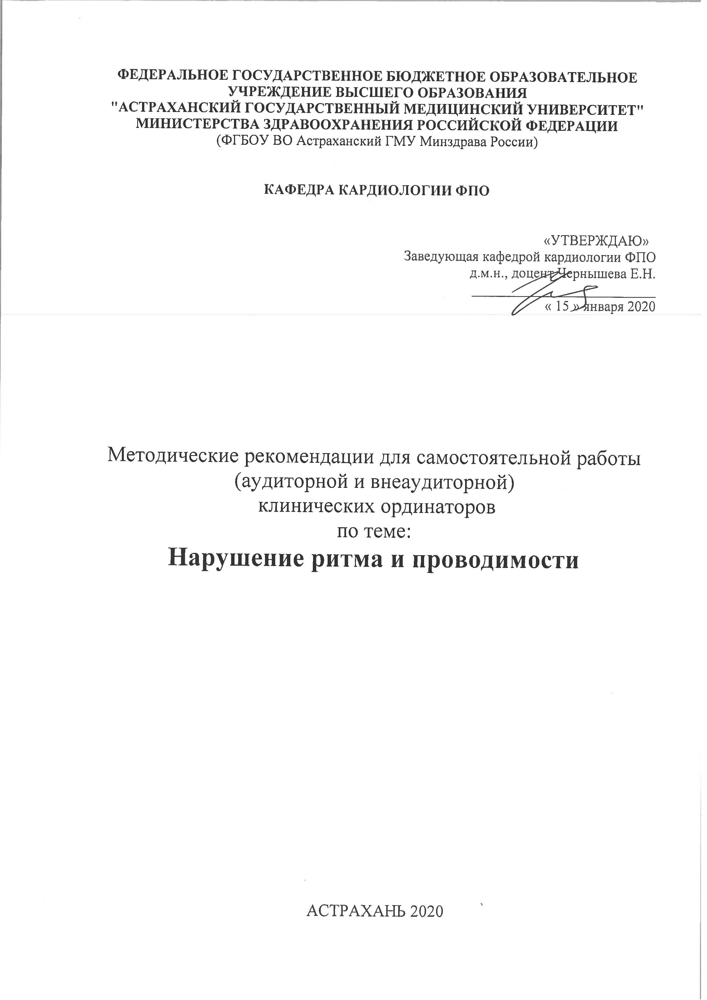 ФЕДЕРАЛЬНОЕ ГОСУДАРСТВЕННОЕ БЮДЖЕТНОЕ ОБРАЗОВАТЕЛЬНОЕ
УЧРЕЖДЕНИЕ ВЫСШЕГО ОБРАЗОВАНИЯ
"АСТРАХАНСКИЙ ГОСУДАРСТВЕННЫЙ МЕДИЦИНСКИЙ УНИВЕРСИТЕТ"
МИНИСТЕРСТВА ЗДРАВООХРАНЕНИЯ РОССИЙСКОЙ ФЕДЕРАЦИИ
(ФГБОУ ВО Астраханский ГМУ Минздрава России)
КАФЕДРА КАРДИОЛОГИИ ФПО
«УТВЕРЖДАЮ»
Заведующая кафедрой кардиологии ФПО
д.м.н., доцент Чернышева Е.Н.
« 15 » января 2020
Методические рекомендации для самостоятельной работы
(аудиторной и внеаудиторной)
клинических ординаторов
по теме:
Нарушение ритма и проводимости
АСТРАХАНЬ 2020